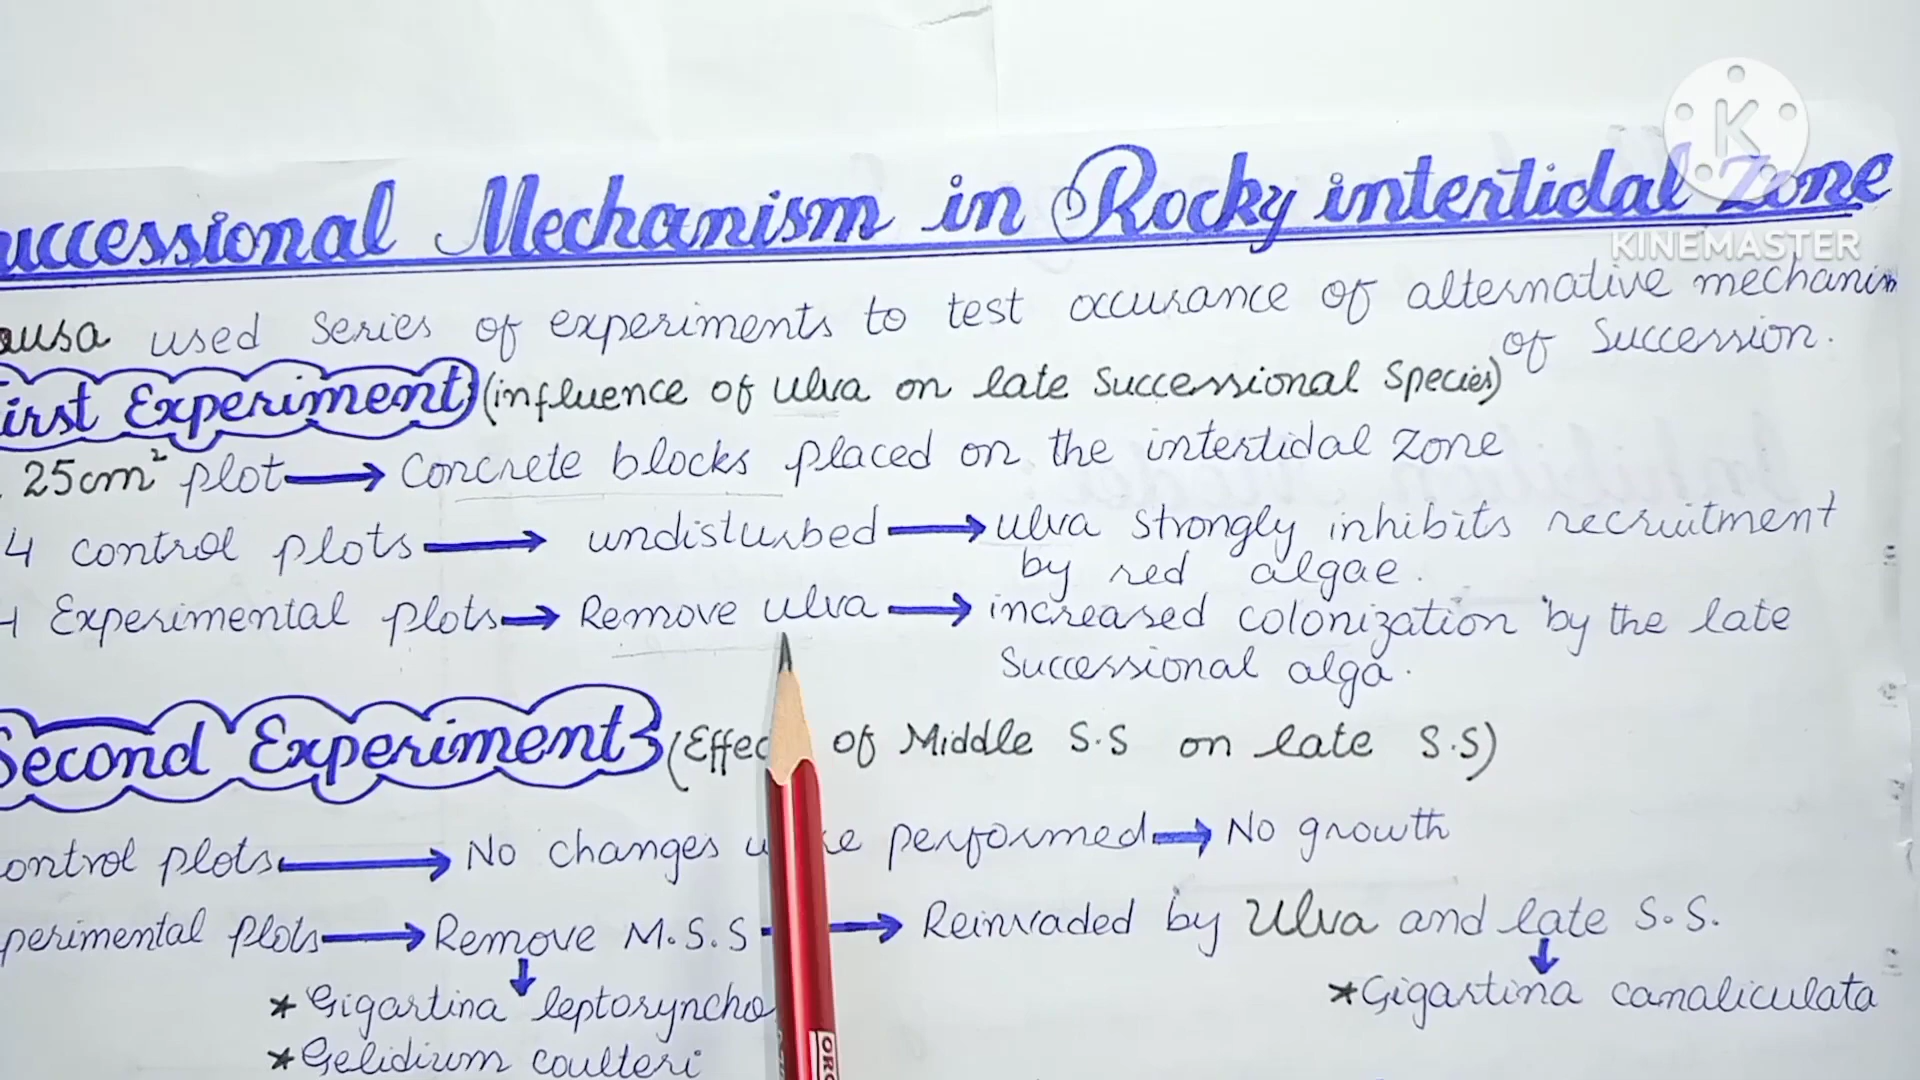 uccessional Mechanism in Rocky intertidal Zone
K
KINEMASTER
ausa used series of experiments to test occurance of alternative mechanism
of Succession.
First Experiment (influence of ulva on late Successional Species)
25cm² plot → Concrete blocks placed on the intertidal zone
4 control plots → undisturbed → ulva strongly inhibits recruitment
by red algae.
4 Experimental plots → Remove ulva → increased colonization by the late
Successional alga.
Second Experiment (Effec of Middle S.S on late S.S)
ontrol plots → No changes were performed → No growth
perimental plots → Remove M.S.S → Reinvaded by Ulva and late S.S.
* Gigartina leptosyncho
* Gigartina canaliculata
* Gelidium coulteri